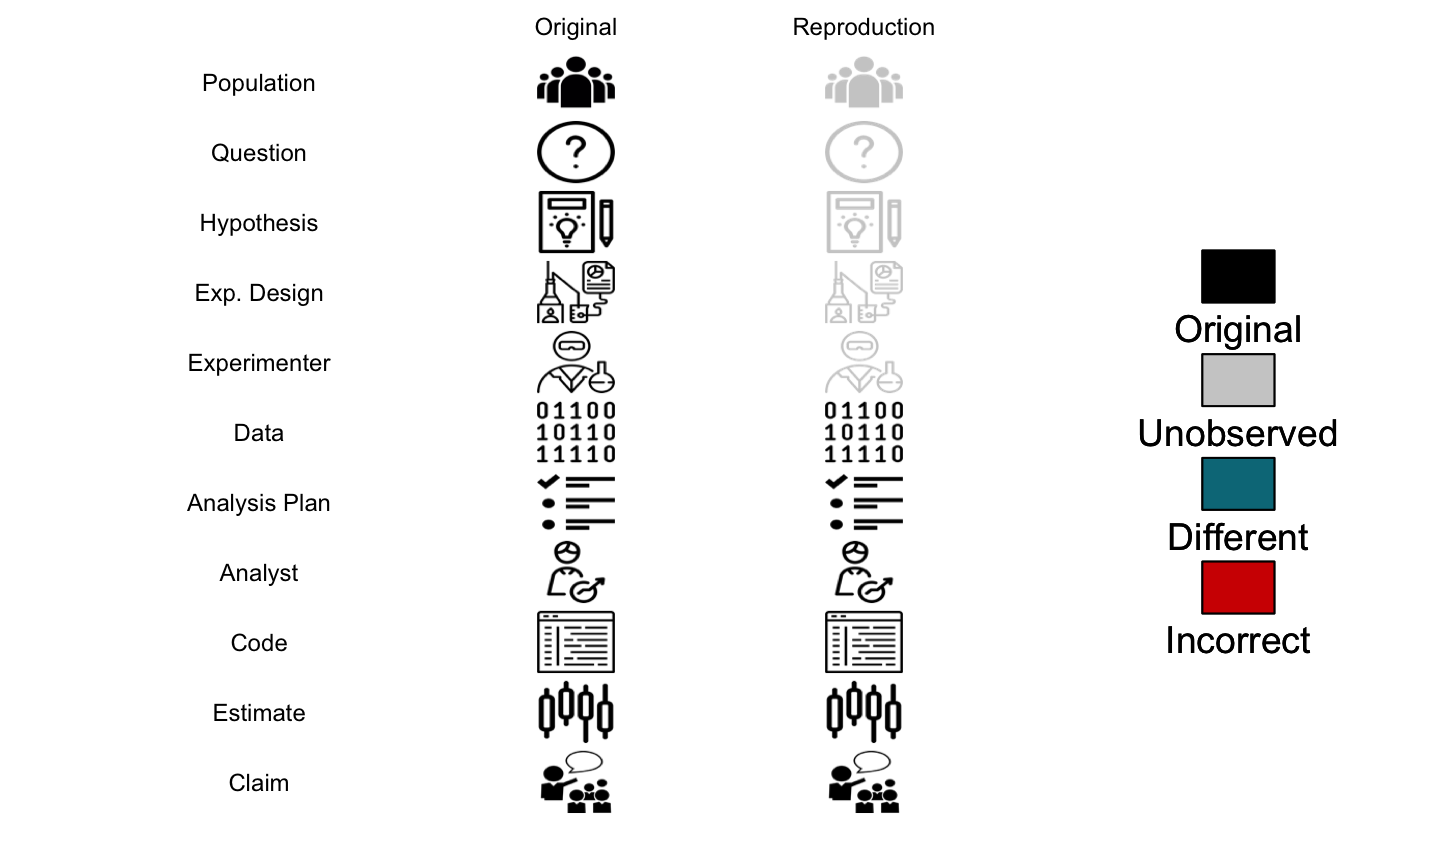 Original Reproduction
Population
Question
? ?
Hypothesis
Exp. Design
Experimenter
01100 01100
Data 10110 10110
11110 11110
Analysis Plan
Analyst
Code
Estimate
Claim
Original
Unobserved
Different
Incorrect